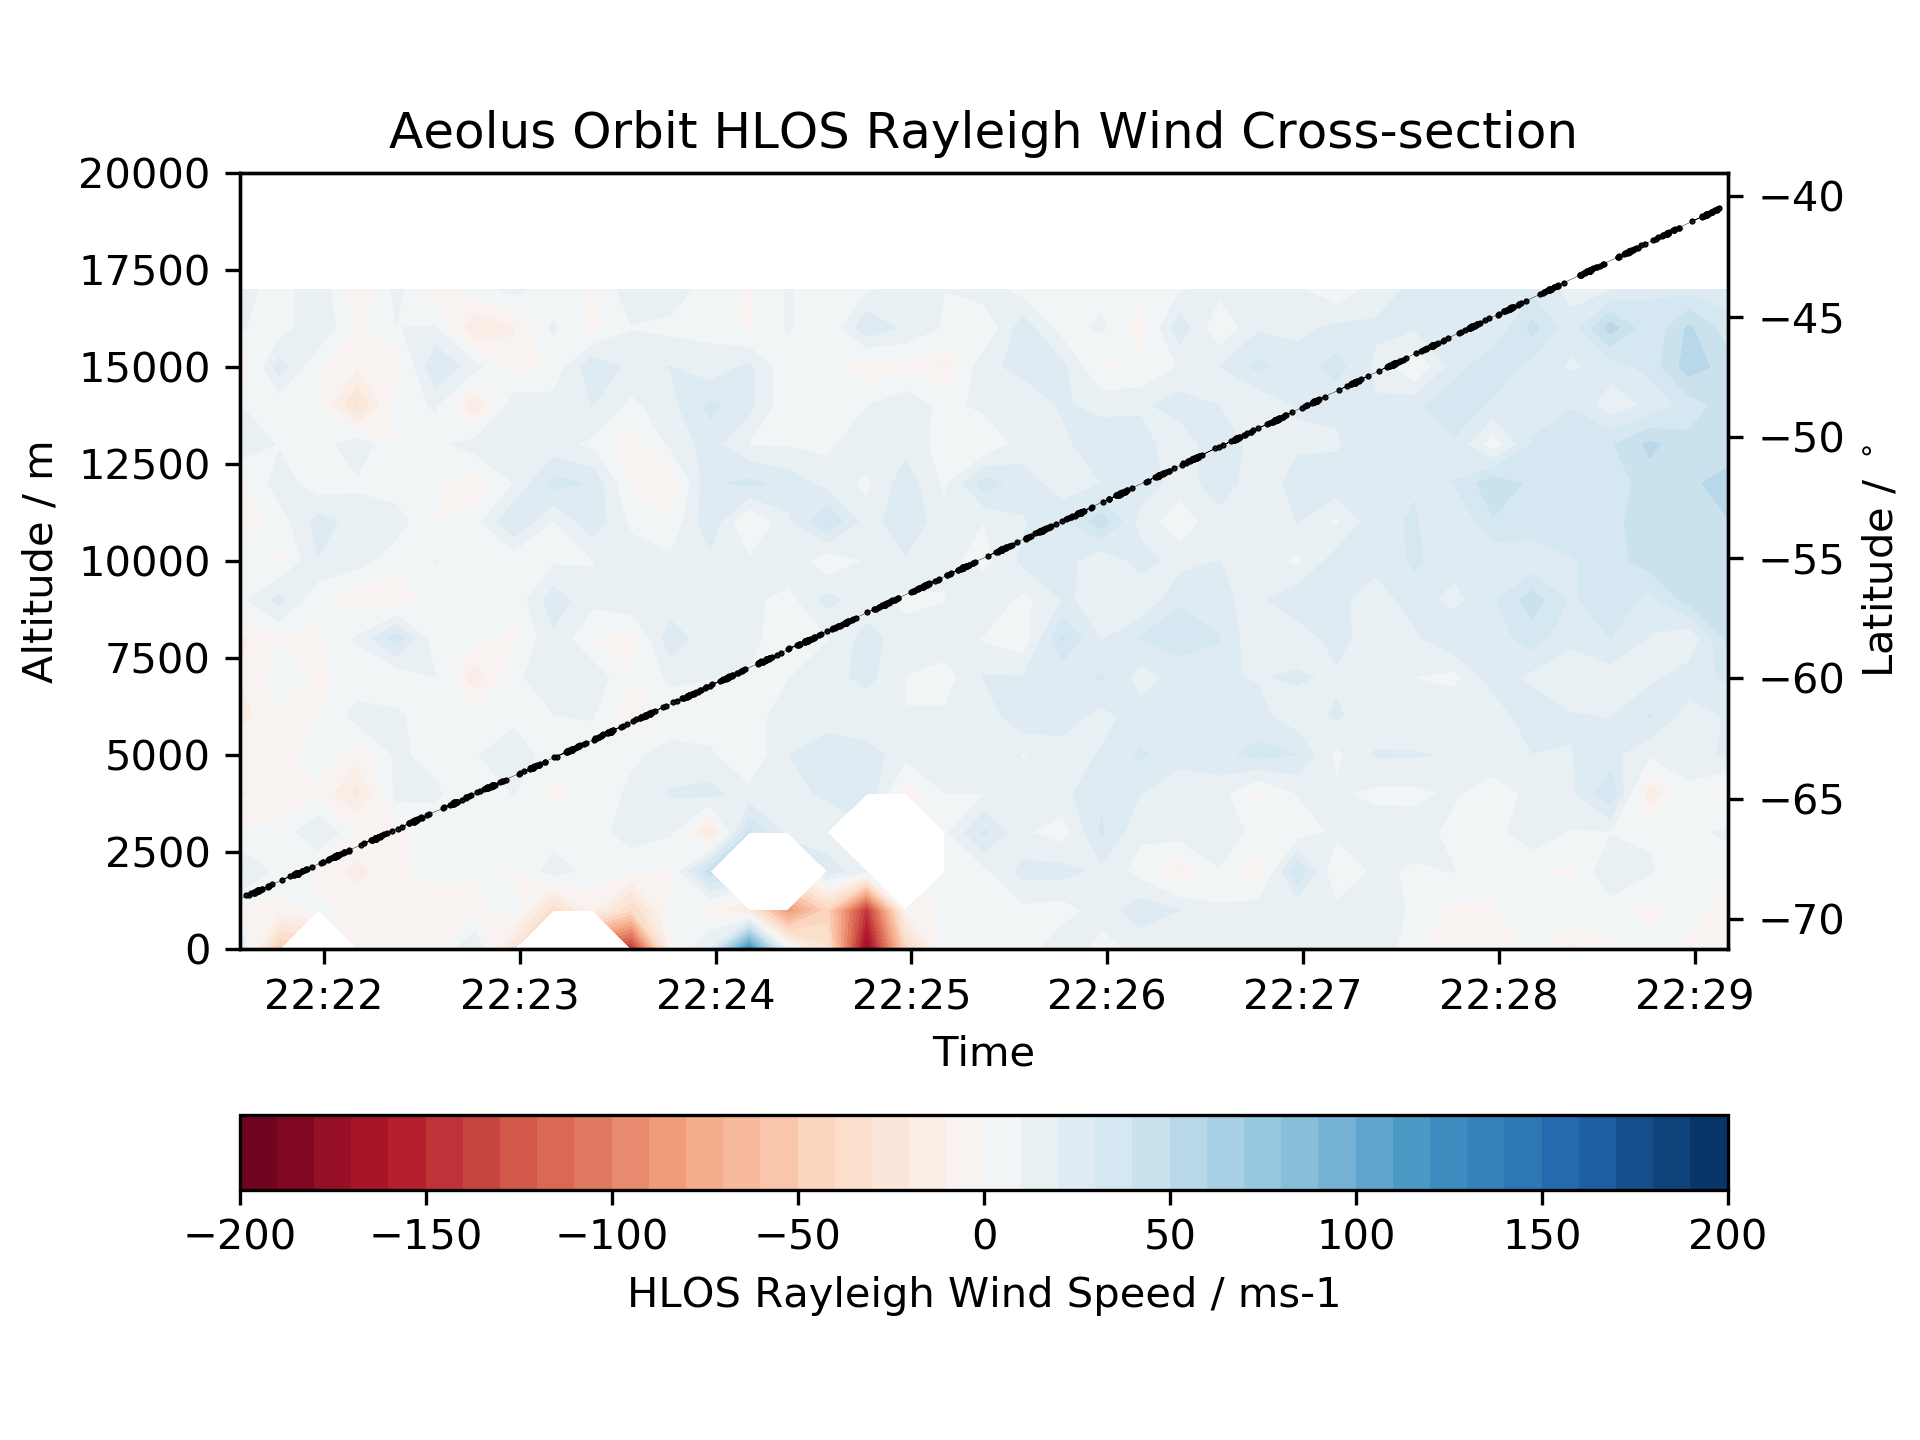 Aeolus Orbit HLOS Rayleigh Wind Cross-section
20000
17500
15000
12500
10000
7500
5000
2500
0
Altitude / m
−40
−45
−50
−55
−60
−65
−70
Latitude / °
22:22 22:23 22:24 22:25 22:26 22:27 22:28 22:29
Time
−200 −150 −100 −50 0 50 100 150 200
HLOS Rayleigh Wind Speed / ms-1